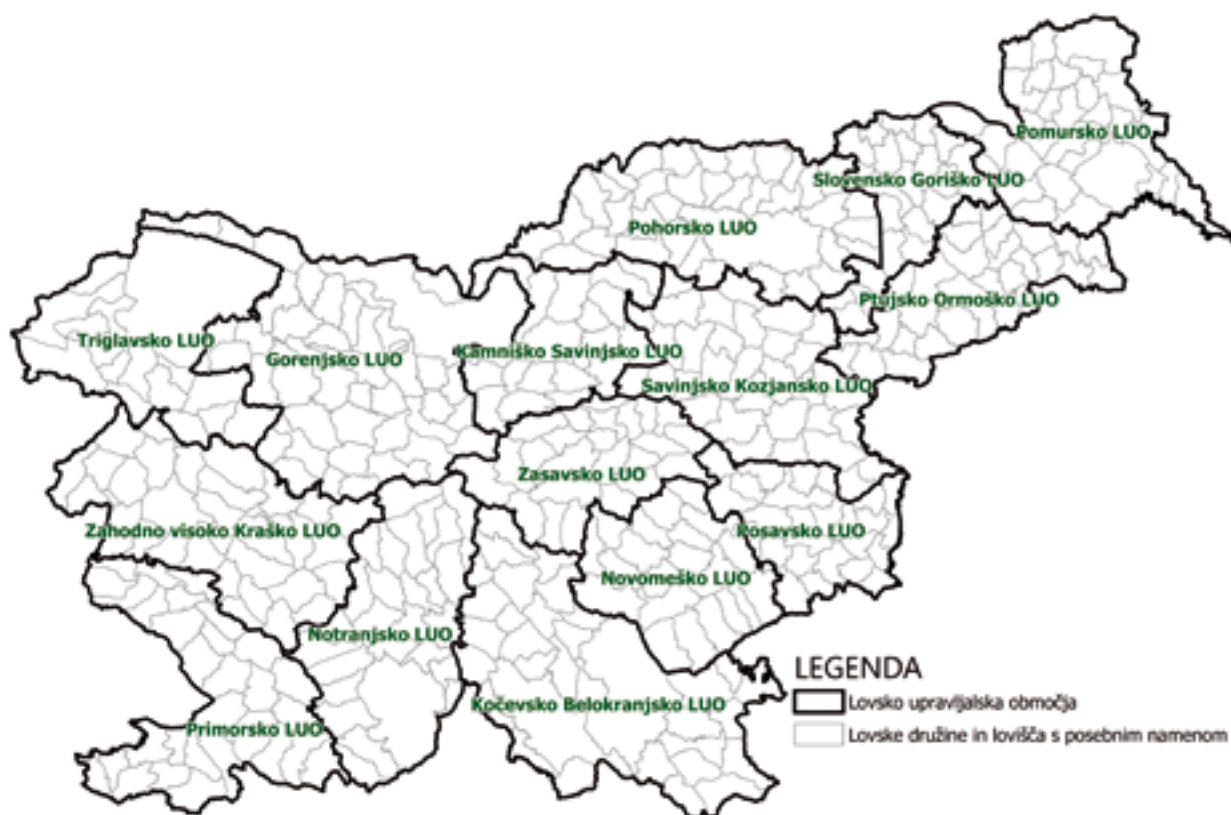 Pomursko LUO
Slovensko Goriško LUO
Pohorsko LUO
Ptujsko Ormoško LUO
Triglavsko LUO
Gorenjsko LUO
Kamniško Savinjsko LUO
Savinjsko Kozjansko LUO
Zasavsko LUO
Zahodno visoko Kraško LUO
Posavsko LUO
Novomeško LUO
Notranjsko LUO
Kočevsko Belokranjsko LUO
Primorsko LUO
LEGENDA
Lovsko upravljalska območja
Lovske družine in lovišča s posebnim namenom